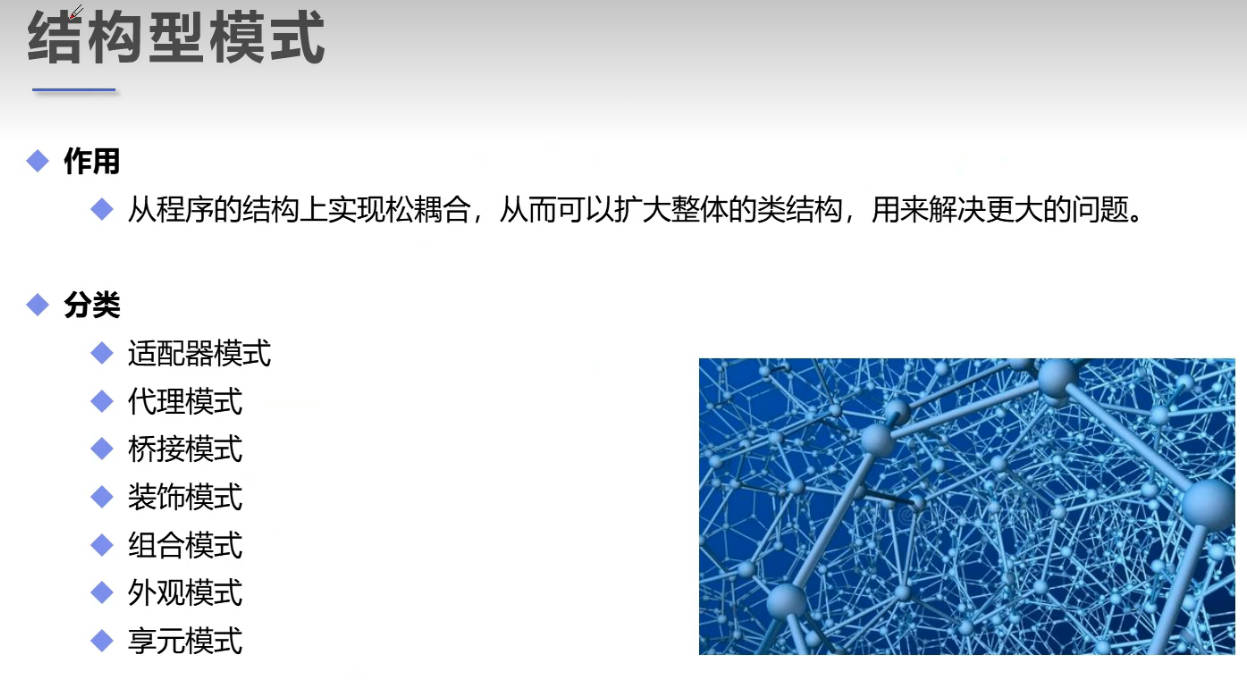 结构型模式
作用
从程序的结构上实现松耦合，从而可以扩大整体的类结构，用来解决更大的问题。
分类
适配器模式
代理模式
桥接模式
装饰模式
组合模式
外观模式
享元模式